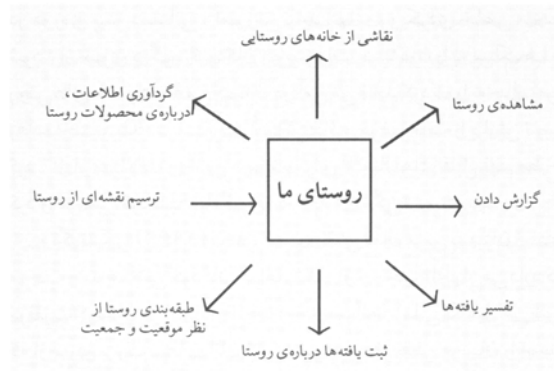 نقاشی از خانه‌های روستایی
مشاهده‌ی روستا
گردآوری اطلاعات،
درباره‌ی محصولات روستا
روستای ما
گزارش دادن
ترسیم نقشه‌ای از روستا
تفسیر یافته‌ها
طبقه‌بندی روستا از
نظر موقعیت و جمعیت
ثبت یافته‌ها درباره‌ی روستا